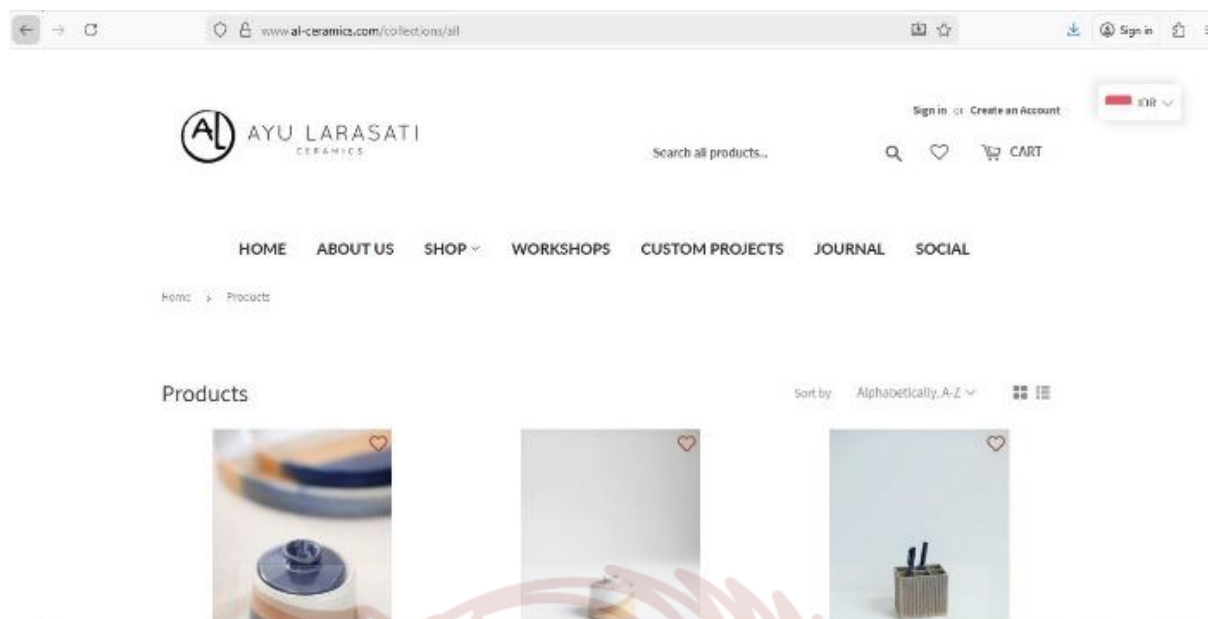 www.al-ceramics.com/collections/all
Sign in
Sign in or Create an Account
IDR
AL AYU LARASATI
CERAMICS
Search all products...
CART
HOME ABOUT US SHOP WORKSHOPS CUSTOM PROJECTS JOURNAL SOCIAL
Home > Products
Products
Sort by Alphabetically, A-Z